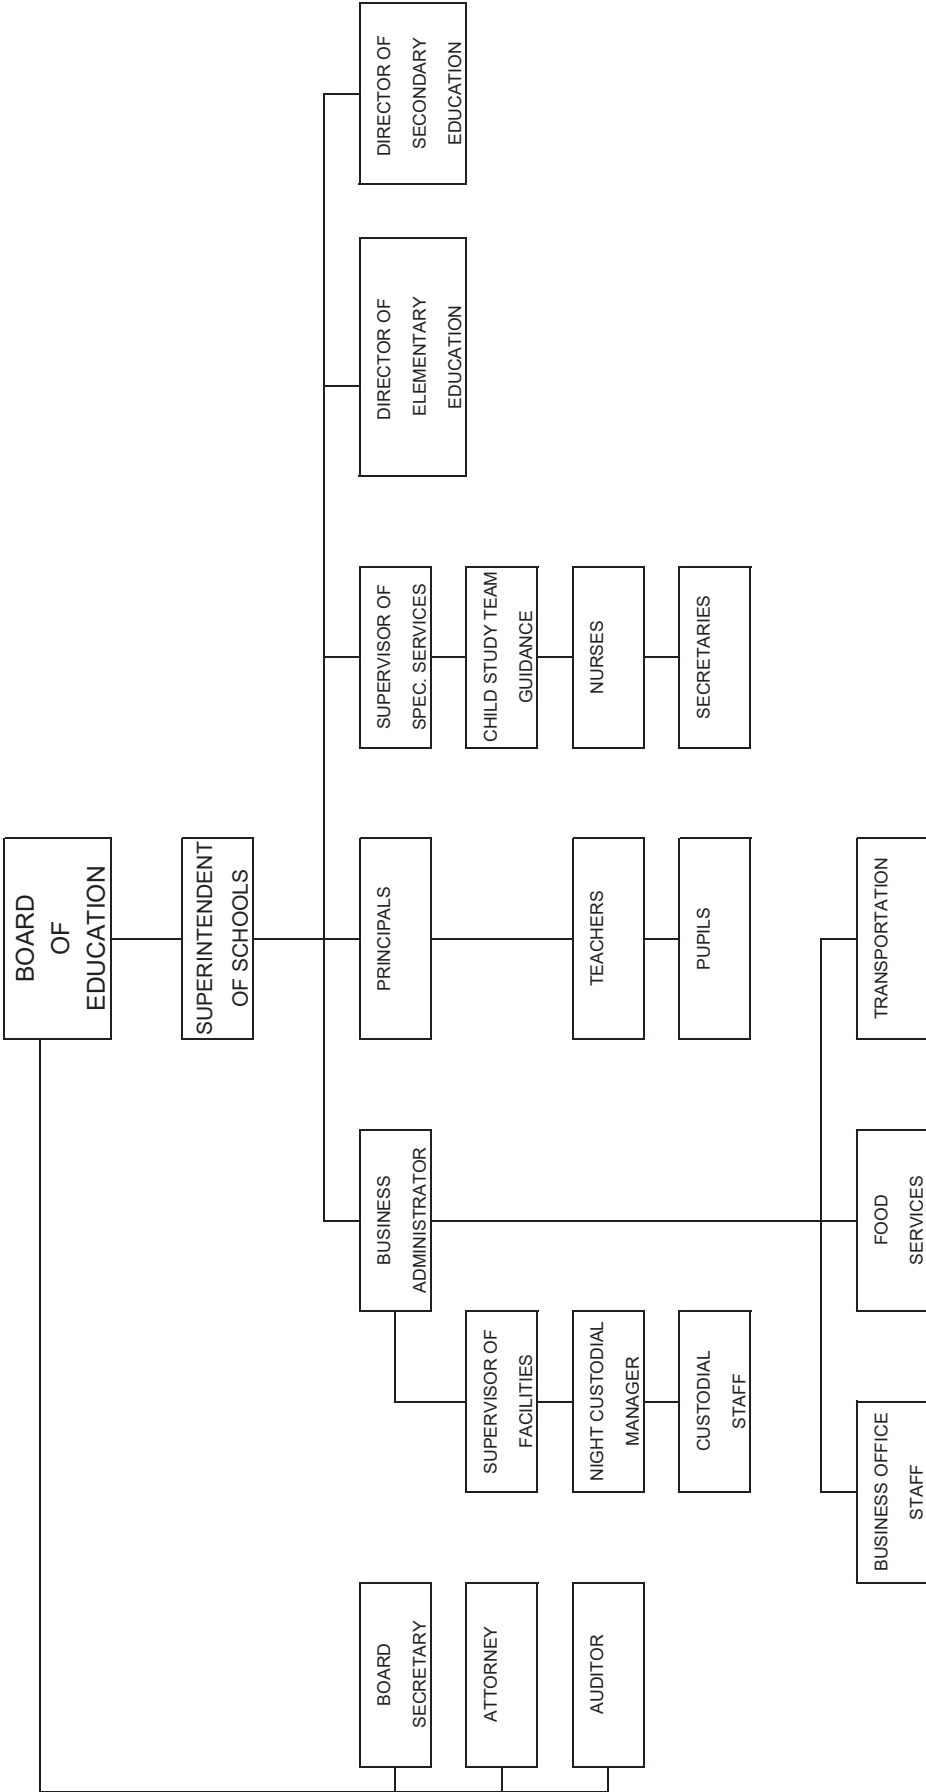 BOARD
OF
EDUCATION
SUPERINTENDENT
OF SCHOOLS
BOARD
SECRETARY
BUSINESS
ADMINISTRATOR
PRINCIPALS
SUPERVISOR OF
SPEC. SERVICES
DIRECTOR OF
ELEMENTARY
EDUCATION
DIRECTOR OF
SECONDARY
EDUCATION
ATTORNEY
SUPERVISOR OF
FACILITIES
CHILD STUDY TEAM
GUIDANCE
AUDITOR
NIGHT CUSTODIAL
MANAGER
TEACHERS
NURSES
CUSTODIAL
STAFF
PUPILS
SECRETARIES
BUSINESS OFFICE
STAFF
FOOD
SERVICES
TRANSPORTATION